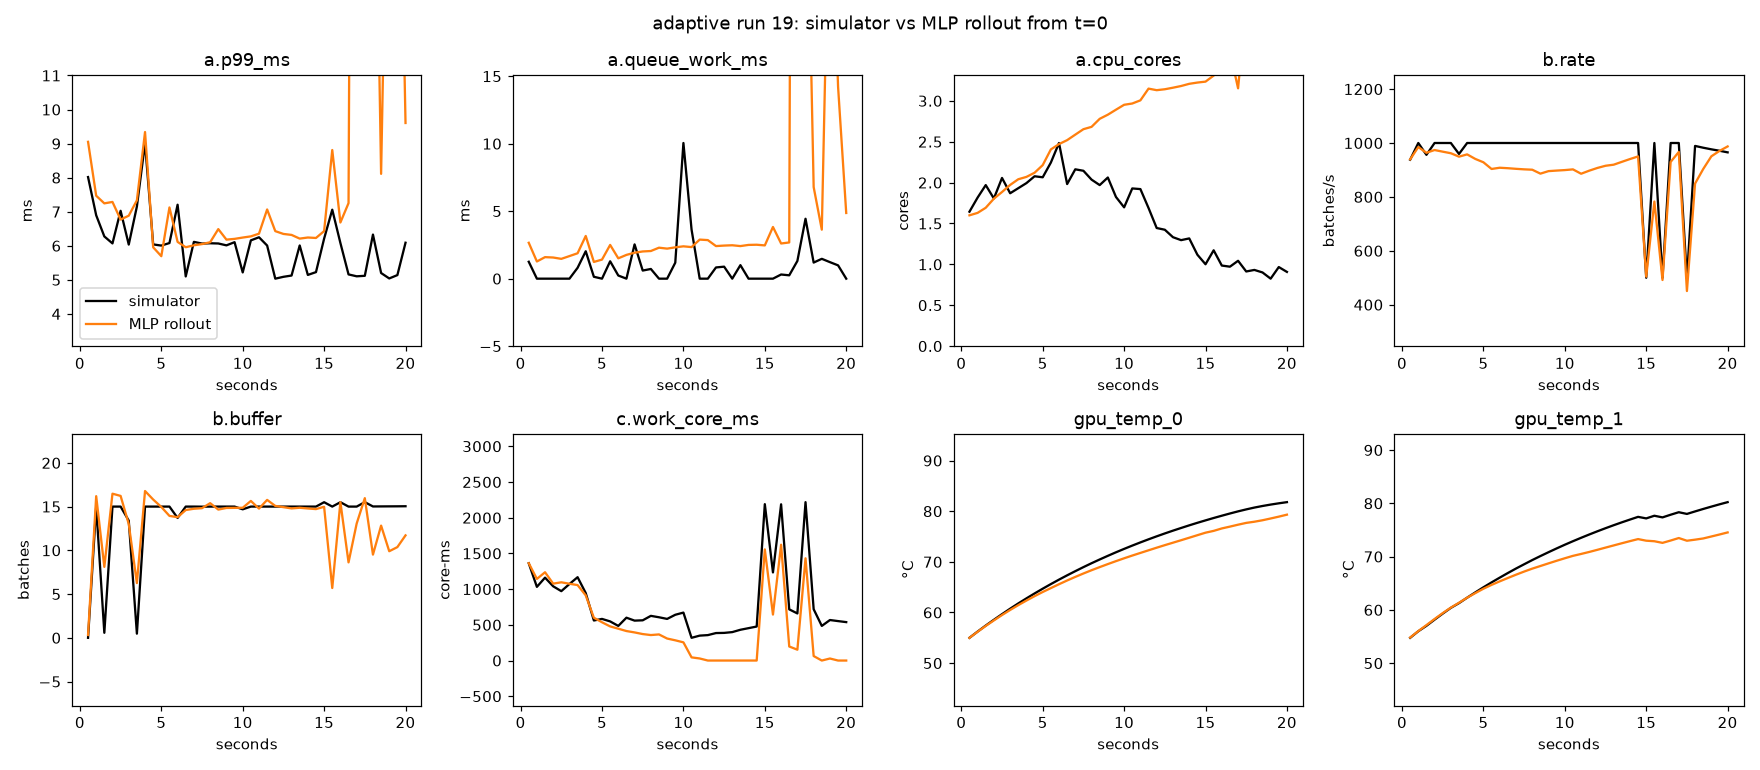 adaptive run 19: simulator vs MLP rollout from t=0
a.p99_ms
11
10
9
8
7
6
5
4
ms
simulator
MLP rollout
0 5 10 15 20
seconds
a.queue_work_ms
15
10
5
0
−5
ms
0 5 10 15 20
seconds
a.cpu_cores
3.0
2.5
2.0
1.5
1.0
0.5
0.0
cores
0 5 10 15 20
seconds
b.rate
1200
1000
800
600
400
batches/s
0 5 10 15 20
seconds
b.buffer
20
15
10
5
0
−5
batches
0 5 10 15 20
seconds
c.work_core_ms
3000
2500
2000
1500
1000
500
0
−500
core-ms
0 5 10 15 20
seconds
gpu_temp_0
90
80
70
60
50
°C
0 5 10 15 20
seconds
gpu_temp_1
90
80
70
60
50
°C
0 5 10 15 20
seconds